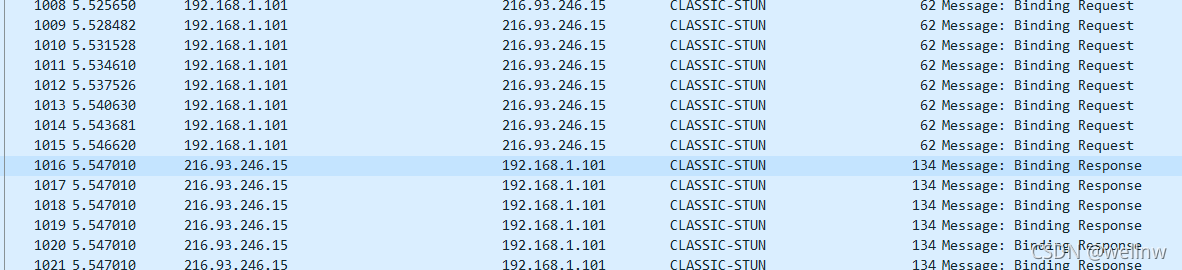 1008 5.525650 192.168.1.101 216.93.246.15 CLASSIC-STUN 62 Message: Binding Request
1009 5.528482 192.168.1.101 216.93.246.15 CLASSIC-STUN 62 Message: Binding Request
1010 5.531528 192.168.1.101 216.93.246.15 CLASSIC-STUN 62 Message: Binding Request
1011 5.534610 192.168.1.101 216.93.246.15 CLASSIC-STUN 62 Message: Binding Request
1012 5.537526 192.168.1.101 216.93.246.15 CLASSIC-STUN 62 Message: Binding Request
1013 5.540630 192.168.1.101 216.93.246.15 CLASSIC-STUN 62 Message: Binding Request
1014 5.543681 192.168.1.101 216.93.246.15 CLASSIC-STUN 62 Message: Binding Request
1015 5.546620 192.168.1.101 216.93.246.15 CLASSIC-STUN 62 Message: Binding Request
1016 5.547010 216.93.246.15 192.168.1.101 CLASSIC-STUN 134 Message: Binding Response
1017 5.547010 216.93.246.15 192.168.1.101 CLASSIC-STUN 134 Message: Binding Response
1018 5.547010 216.93.246.15 192.168.1.101 CLASSIC-STUN 134 Message: Binding Response
1019 5.547010 216.93.246.15 192.168.1.101 CLASSIC-STUN 134 Message: Binding Response
1020 5.547010 216.93.246.15 192.168.1.101 CLASSIC-STUN 134 Message: Binding Response
1021 5.547010 216.93.246.15 192.168.1.101 CLASSIC-STUN 134 Message: Binding Response
CSDN @wellnw